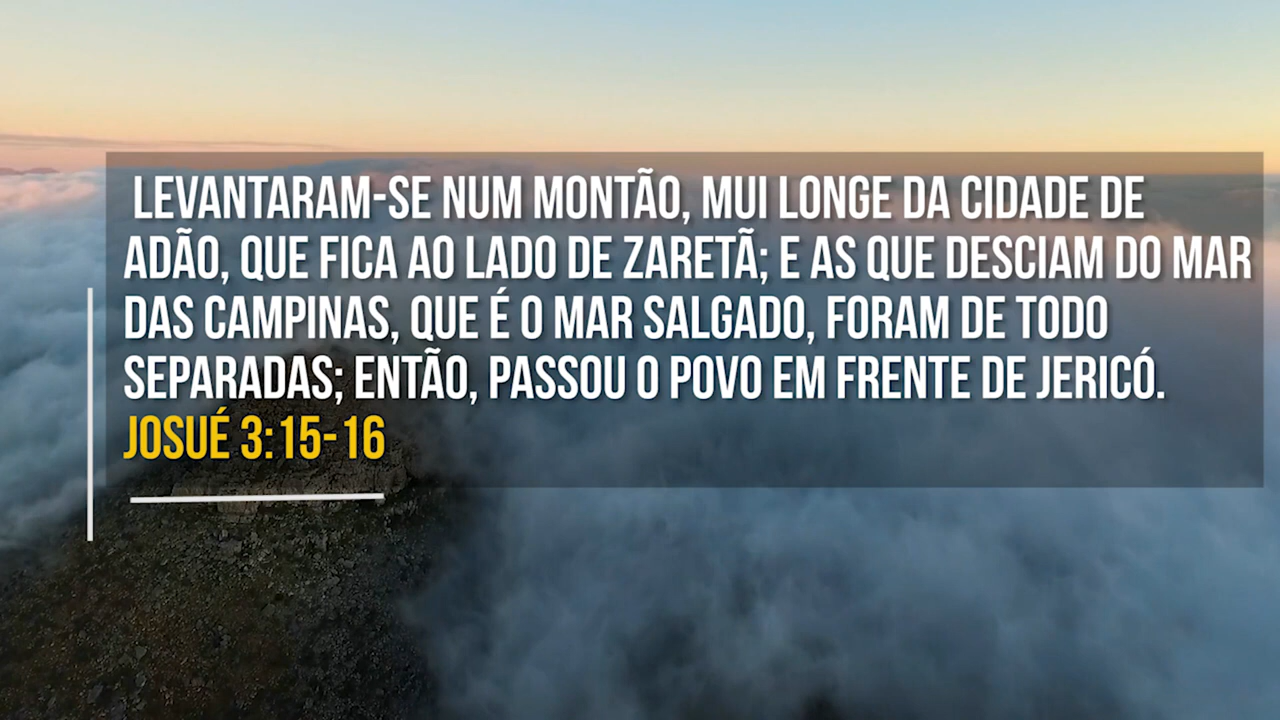 LEVANTARAM-SE NUM MONTÃO, MUI LONGE DA CIDADE DE
ADÃO, QUE FICA AO LADO DE ZARETÃ; E AS QUE DESCIAM DO MAR
DAS CAMPINAS, QUE É O MAR SALGADO, FORAM DE TODO
SEPARADAS; ENTÃO, PASSOU O POVO EM FRENTE DE JERICÓ.
JOSUÉ 3:15-16